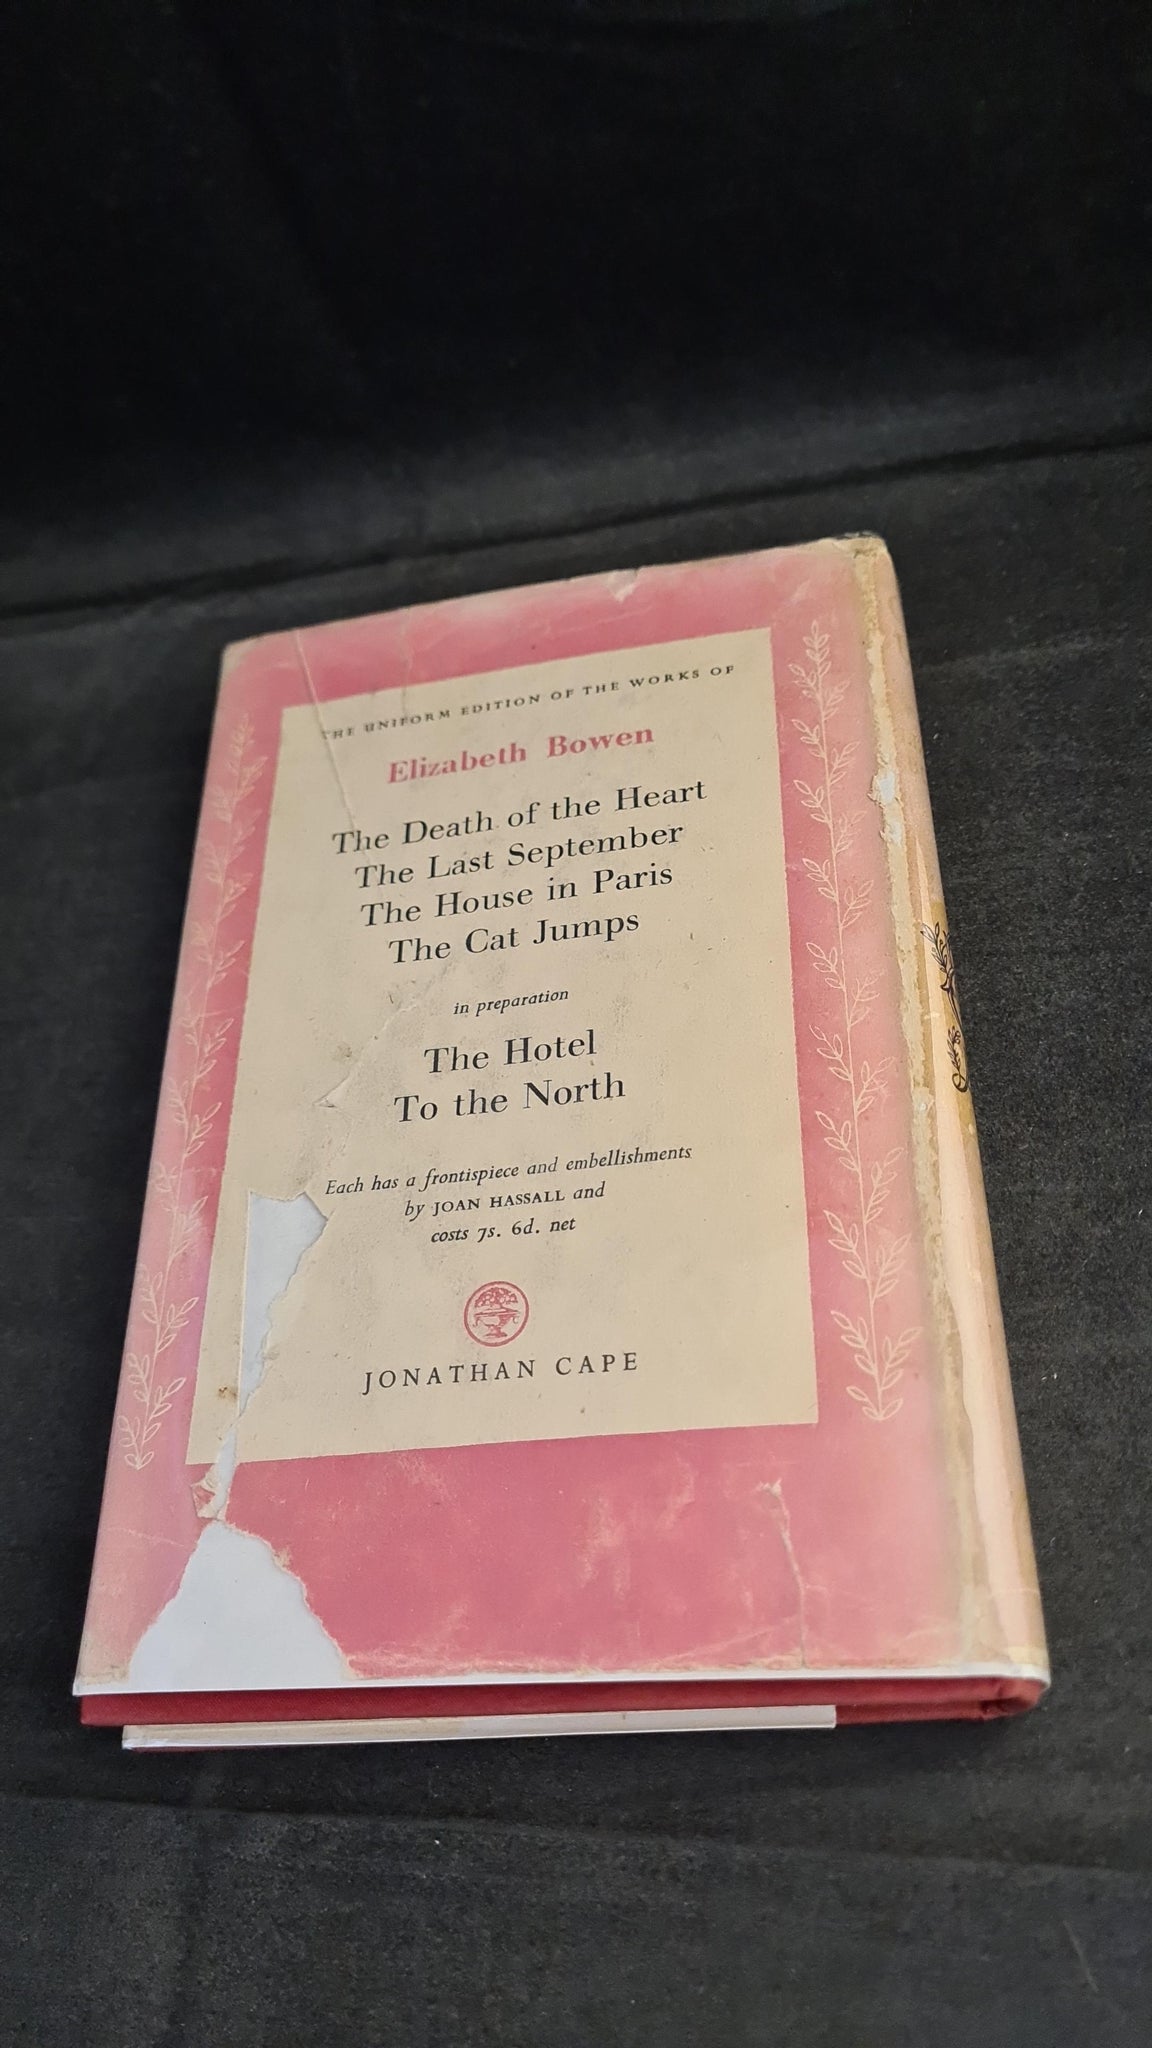 THE UNIFORM EDITION OF THE WORKS OF
Elizabeth Bowen
The Death of the Heart
The Last September
The House in Paris
The Cat Jumps
in preparation
The Hotel
To the North
Each has a frontispiece and embellishments
by JOAN HASSALL and
costs 7s. 6d. net
JONATHAN CAPE